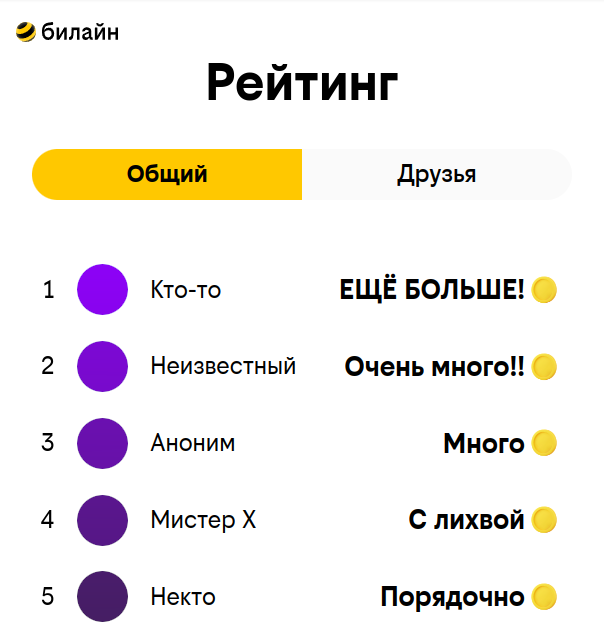 билайн
Рейтинг
Общий Друзья
1 Кто-то ЕЩЁ БОЛЬШЕ!
2 Неизвестный Очень много!!
3 Аноним Много
4 Мистер X С лихвой
5 Некто Порядочно